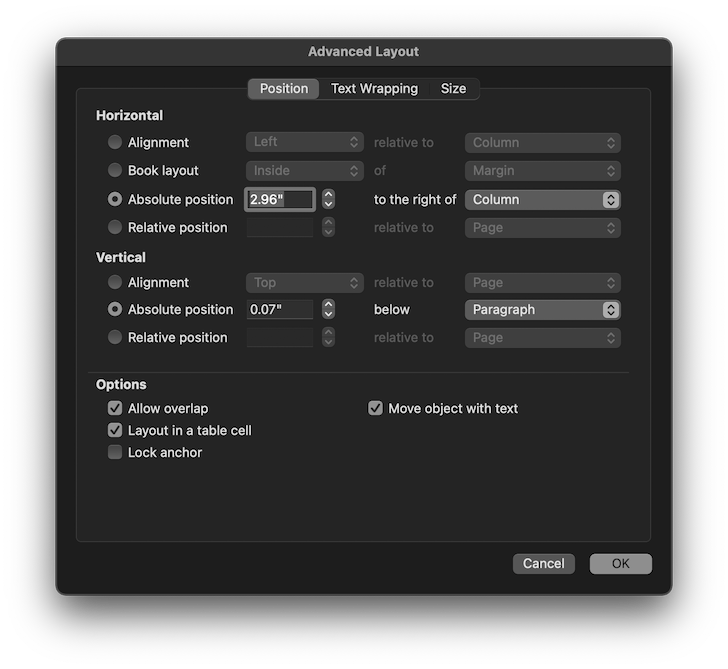 Advanced Layout
Position Text Wrapping Size
Horizontal
Alignment Left relative to Column
Book layout Inside of Margin
Absolute position 2.96" to the right of Column
Relative position relative to Page
Vertical
Alignment Top relative to Page
Absolute position 0.07" below Paragraph
Relative position relative to Page
Options
Allow overlap Move object with text
Layout in a table cell
Lock anchor
Cancel OK